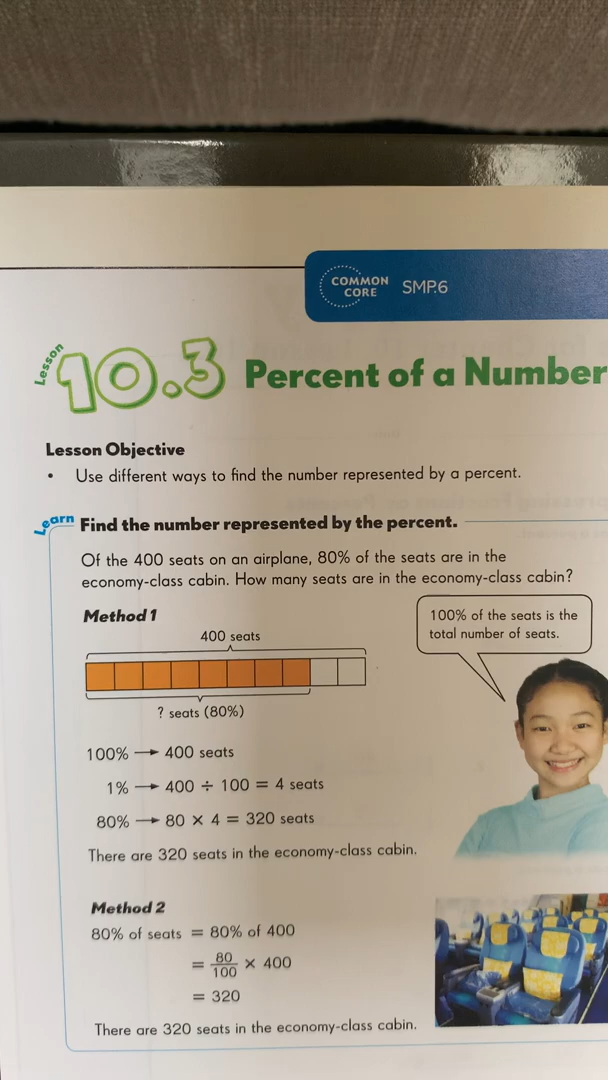 COMMON
CORE
SMP.6
Lesson
10.3 Percent of a Number
Lesson Objective
• Use different ways to find the number represented by a percent.
Learn Find the number represented by the percent.
Of the 400 seats on an airplane, 80% of the seats are in the
economy-class cabin. How many seats are in the economy-class cabin?
Method 1
400 seats
? seats (80%)
100% → 400 seats
1% → 400 ÷ 100 = 4 seats
80% → 80 × 4 = 320 seats
There are 320 seats in the economy-class cabin.
100% of the seats is the
total number of seats.
Method 2
80% of seats = 80% of 400
= 80/100 × 400
= 320
There are 320 seats in the economy-class cabin.